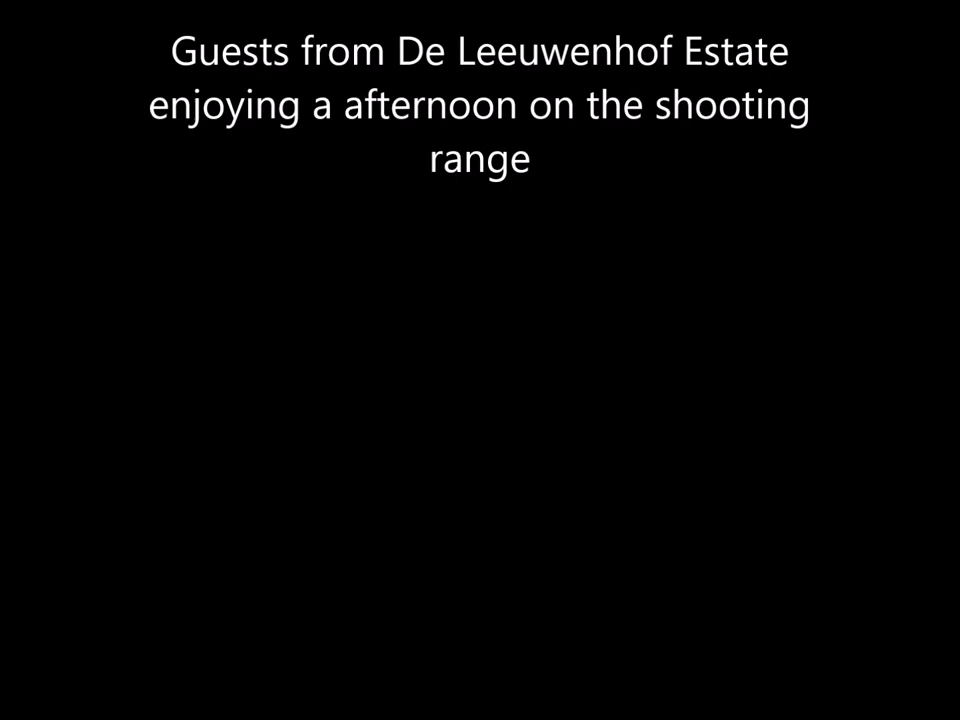 Guests from De Leeuwenhof Estate
enjoying a afternoon on the shooting
range